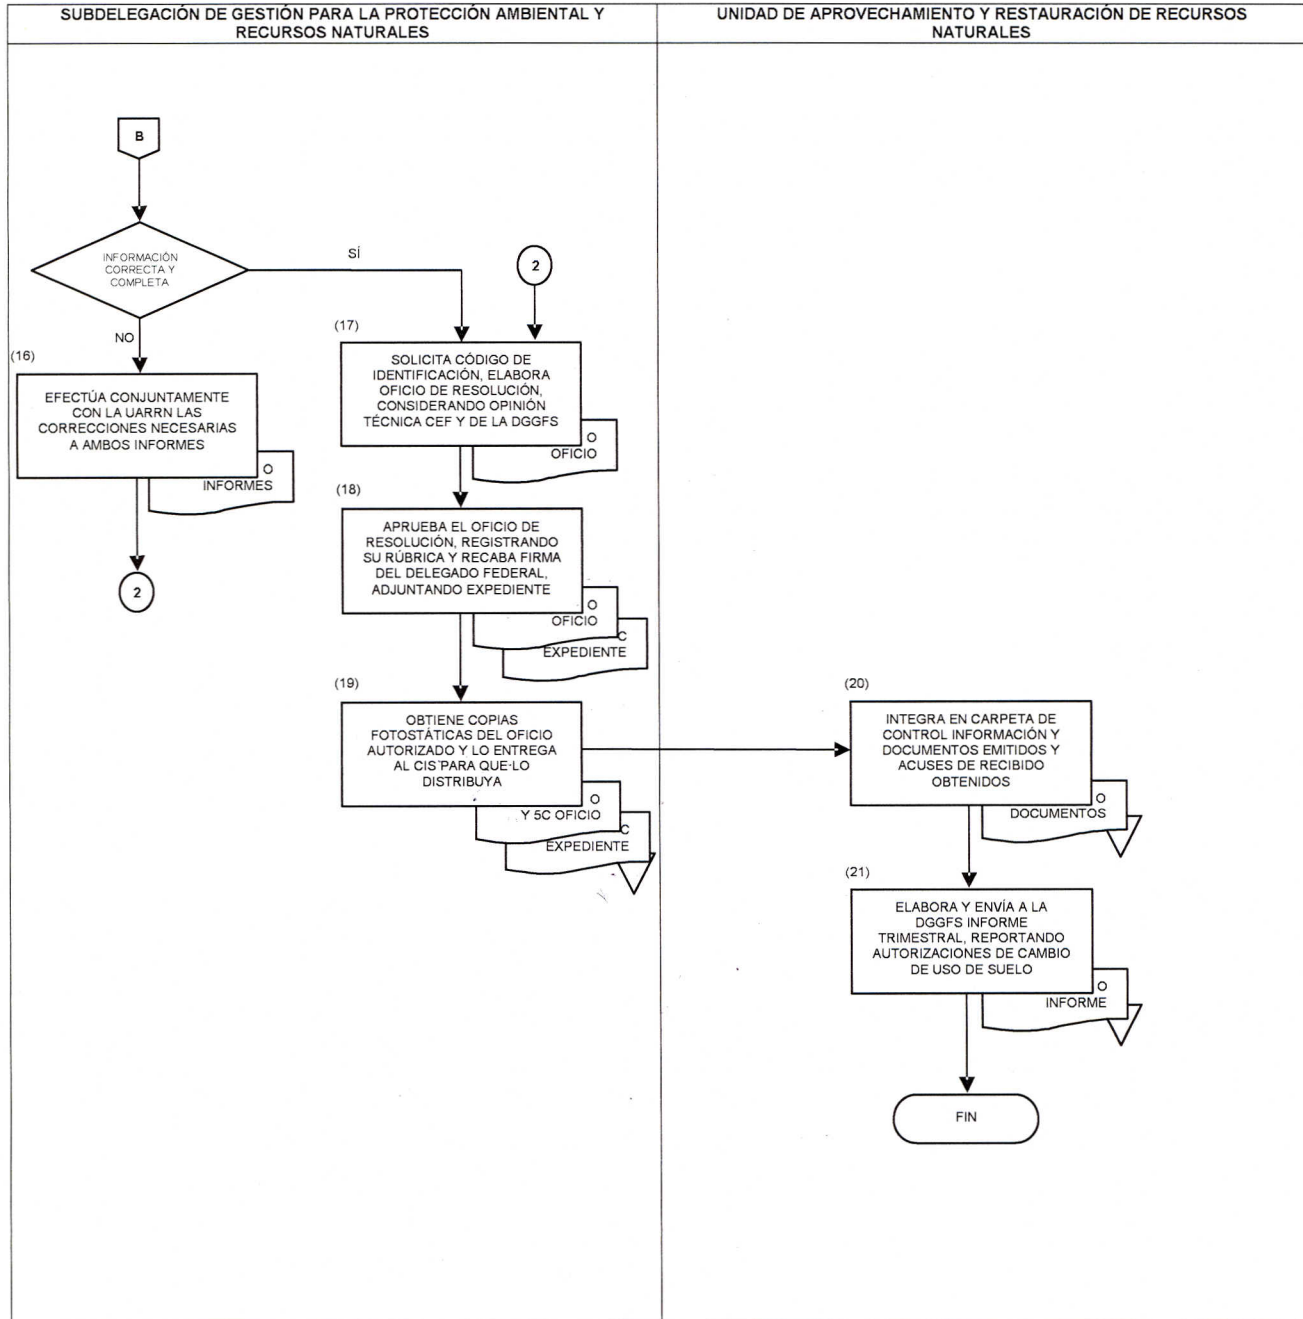 SUBDELEGACIÓN DE GESTIÓN PARA LA PROTECCIÓN AMBIENTAL Y
RECURSOS NATURALES
UNIDAD DE APROVECHAMIENTO Y RESTAURACIÓN DE RECURSOS
NATURALES
B
INFORMACIÓN
CORRECTA Y
COMPLETA
SÍ
2
NO
(16)
EFECTÚA CONJUNTAMENTE
CON LA UARRN LAS
CORRECCIONES NECESARIAS
A AMBOS INFORMES
O
INFORMES
2
(17)
SOLICITA CÓDIGO DE
IDENTIFICACIÓN, ELABORA
OFICIO DE RESOLUCIÓN,
CONSIDERANDO OPINIÓN
TÉCNICA CEF Y DE LA DGGFS
O
OFICIO
(18)
APRUEBA EL OFICIO DE
RESOLUCIÓN, REGISTRANDO
SU RÚBRICA Y RECABA FIRMA
DEL DELEGADO FEDERAL,
ADJUNTANDO EXPEDIENTE
O
OFICIO
C
EXPEDIENTE
(19)
OBTIENE COPIAS
FOTOSTÁTICAS DEL OFICIO
AUTORIZADO Y LO ENTREGA
AL CIS PARA QUE LO
DISTRIBUYA
O
Y 5C OFICIO
C
EXPEDIENTE
(20)
INTEGRA EN CARPETA DE
CONTROL INFORMACIÓN Y
DOCUMENTOS EMITIDOS Y
ACUSES DE RECIBIDO
OBTENIDOS
O
DOCUMENTOS
(21)
ELABORA Y ENVÍA A LA
DGGFS INFORME
TRIMESTRAL, REPORTANDO
AUTORIZACIONES DE CAMBIO
DE USO DE SUELO
O
INFORME
FIN